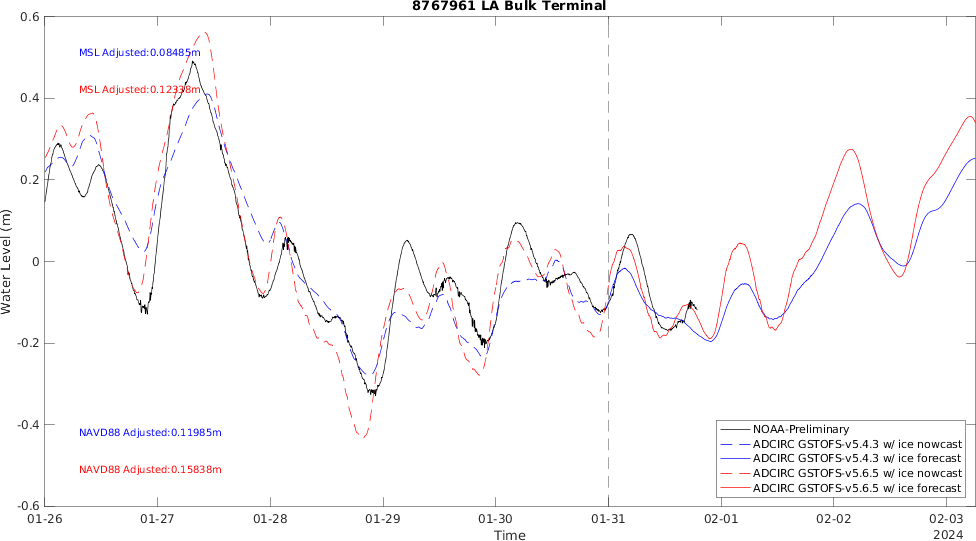 8767961 LA Bulk Terminal
0.6
0.4
0.2
0
-0.2
-0.4
-0.6
Water Level (m)
MSL Adjusted:0.08485m
MSL Adjusted:0.12338m
NAVD88 Adjusted:0.11985m
NAVD88 Adjusted:0.15838m
NOAA-Preliminary
ADCIRC GSTOFS-v5.4.3 w/ ice nowcast
ADCIRC GSTOFS-v5.4.3 w/ ice forecast
ADCIRC GSTOFS-v5.6.5 w/ ice nowcast
ADCIRC GSTOFS-v5.6.5 w/ ice forecast
01-26 01-27 01-28 01-29 01-30 01-31 02-01 02-02 02-03
Time
2024